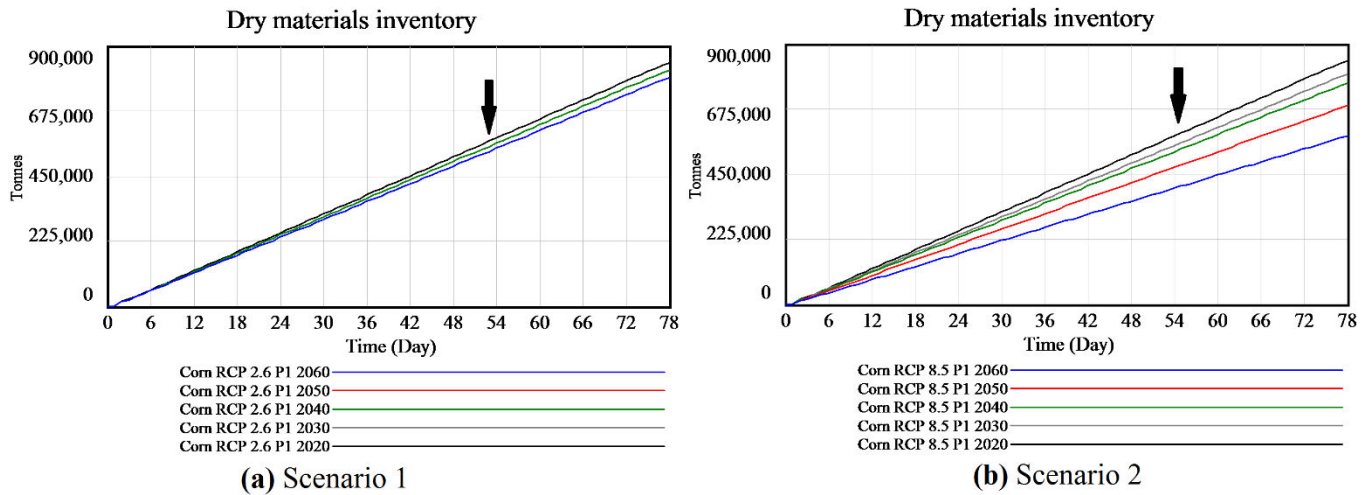 Dry materials inventory
900,000
675,000
450,000
225,000
0
Tonnes
0 6 12 18 24 30 36 42 48 54 60 66 72 78
Time (Day)
Corn RCP 2.6 P1 2060
Corn RCP 2.6 P1 2050
Corn RCP 2.6 P1 2040
Corn RCP 2.6 P1 2030
Corn RCP 2.6 P1 2020
(a) Scenario 1
Dry materials inventory
900,000
675,000
450,000
225,000
0
Tonnes
0 6 12 18 24 30 36 42 48 54 60 66 72 78
Time (Day)
Corn RCP 8.5 P1 2060
Corn RCP 8.5 P1 2050
Corn RCP 8.5 P1 2040
Corn RCP 8.5 P1 2030
Corn RCP 8.5 P1 2020
(b) Scenario 2